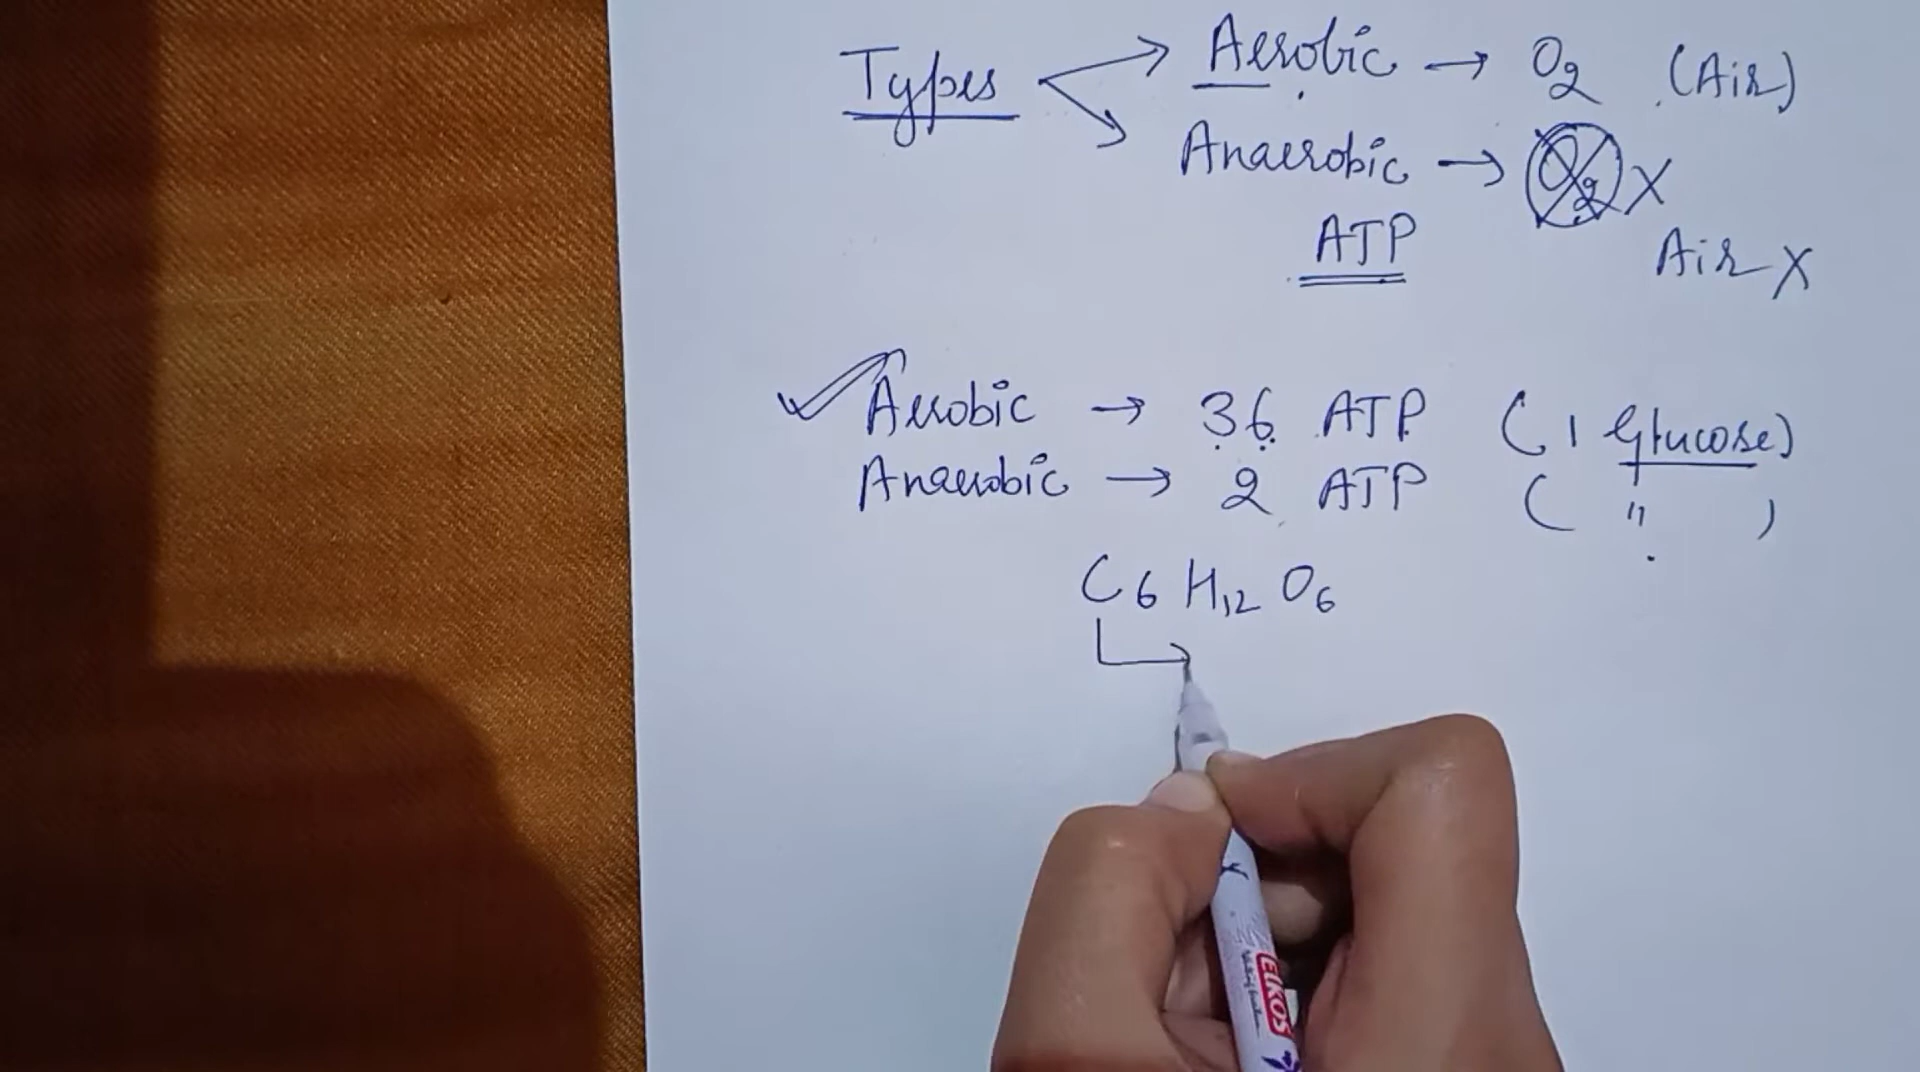 Types → Aerobic → O2 (Air)
→ Anaerobic → O2 X
ATP
Air X
Aerobic → 36 ATP (1 Glucose)
Anaerobic → 2 ATP ( " )
C6 H12 O6
EIKOS